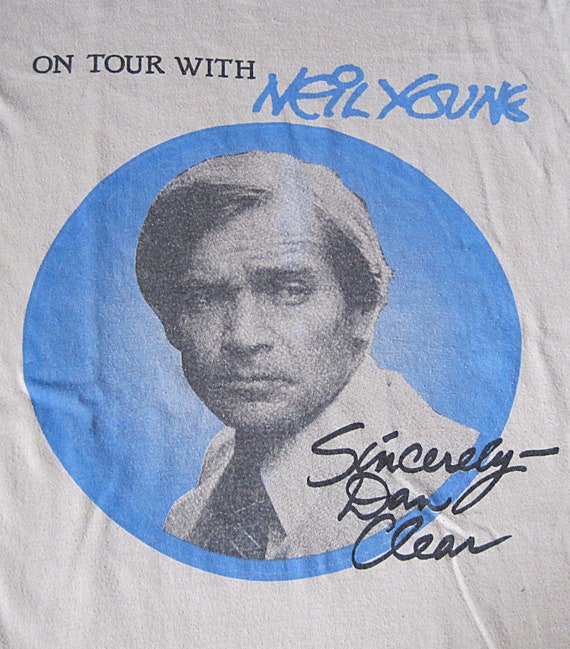 ON TOUR WITH NEIL YOUNG
Sincerely-
Dan
Clear